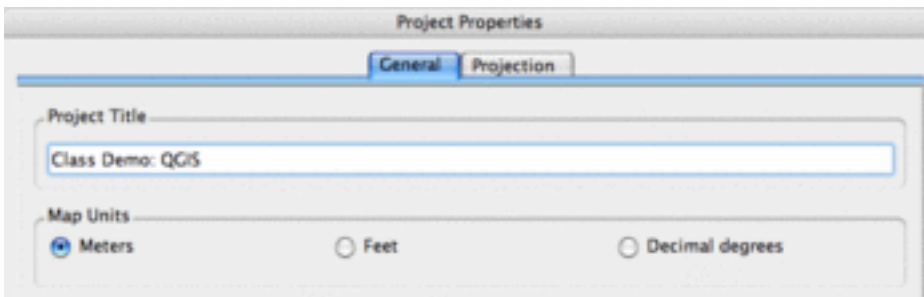 Project Properties
General Projection
Project Title
Class Demo: QGIS
Map Units
Meters Feet Decimal degrees